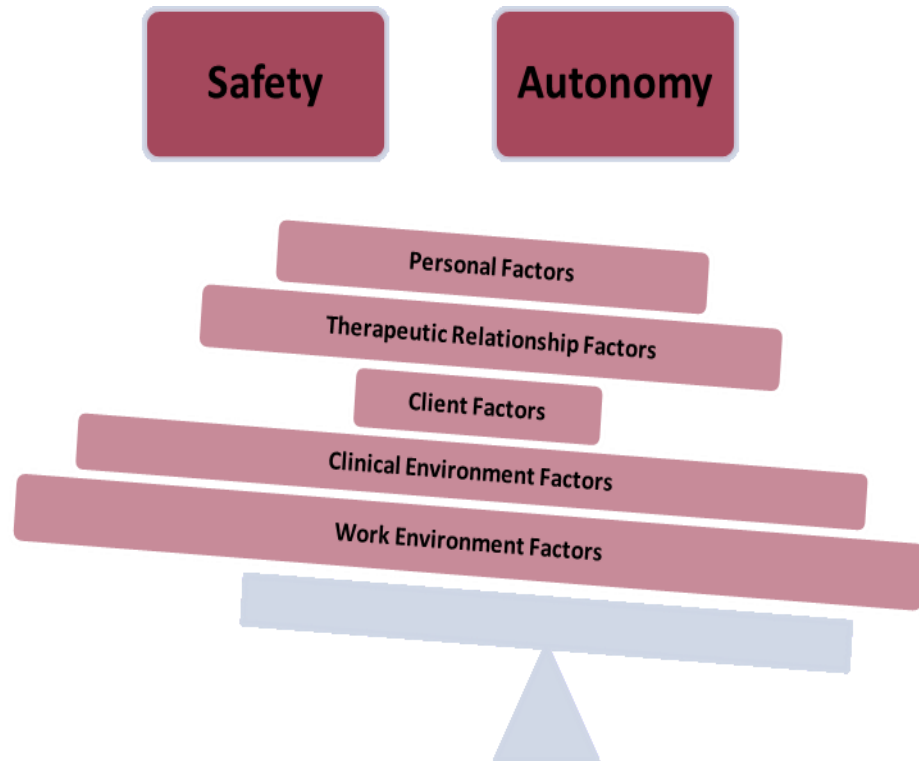 Safety
Autonomy
Personal Factors
Therapeutic Relationship Factors
Client Factors
Clinical Environment Factors
Work Environment Factors